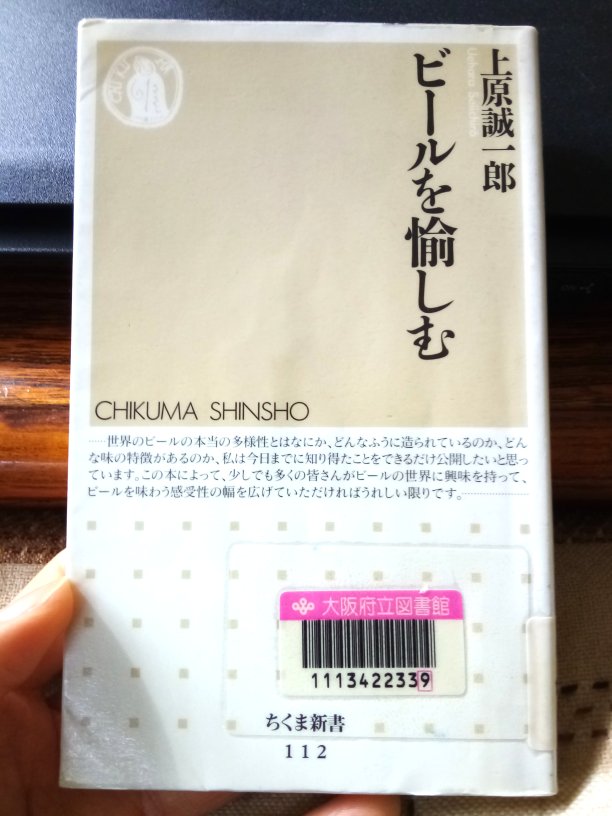 上原誠一郎
Uehara Seiichiro
ビールを愉しむ
CHIKUMA
CHIKUMA SHINSHO
……世界のビールの本当の多様性とはなにか、どんなふうに造られているのか、どん
な味の特徴があるのか、私は今日までに知り得たことをできるだけ公開したいと思っ
ています。この本によって、少しでも多くの皆さんがビールの世界に興味を持って、
ビールを味わう感受性の幅を広げていただければうれしい限りです。……………
大阪府立図書館
1113422339
ちくま新書
112